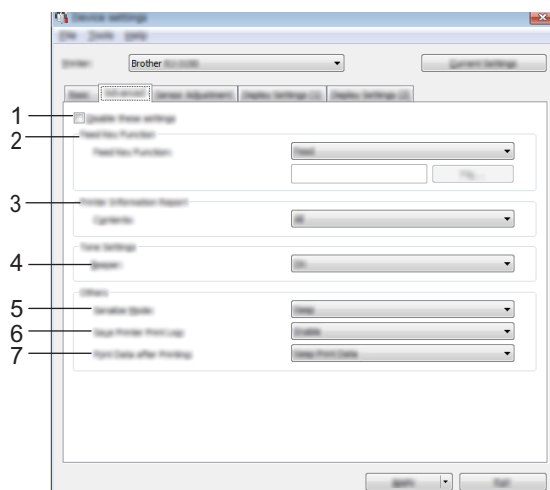 Device settings
File Tools Help
Printer: Brother
Current Settings
Basic Advanced Sensor Adjustment Display Settings (1) Display Settings (2)
1 Disable these settings
2 Feed Key Function
Feed Key Function: Feed
3 Printer Information Report
Contents: All
Tone Settings
4 Beeper: On
Others
5 Serialize Mode: Keep
6 Save Printer Print Log: Enable
7 Print Data after Printing: Keep Print Data
Exit